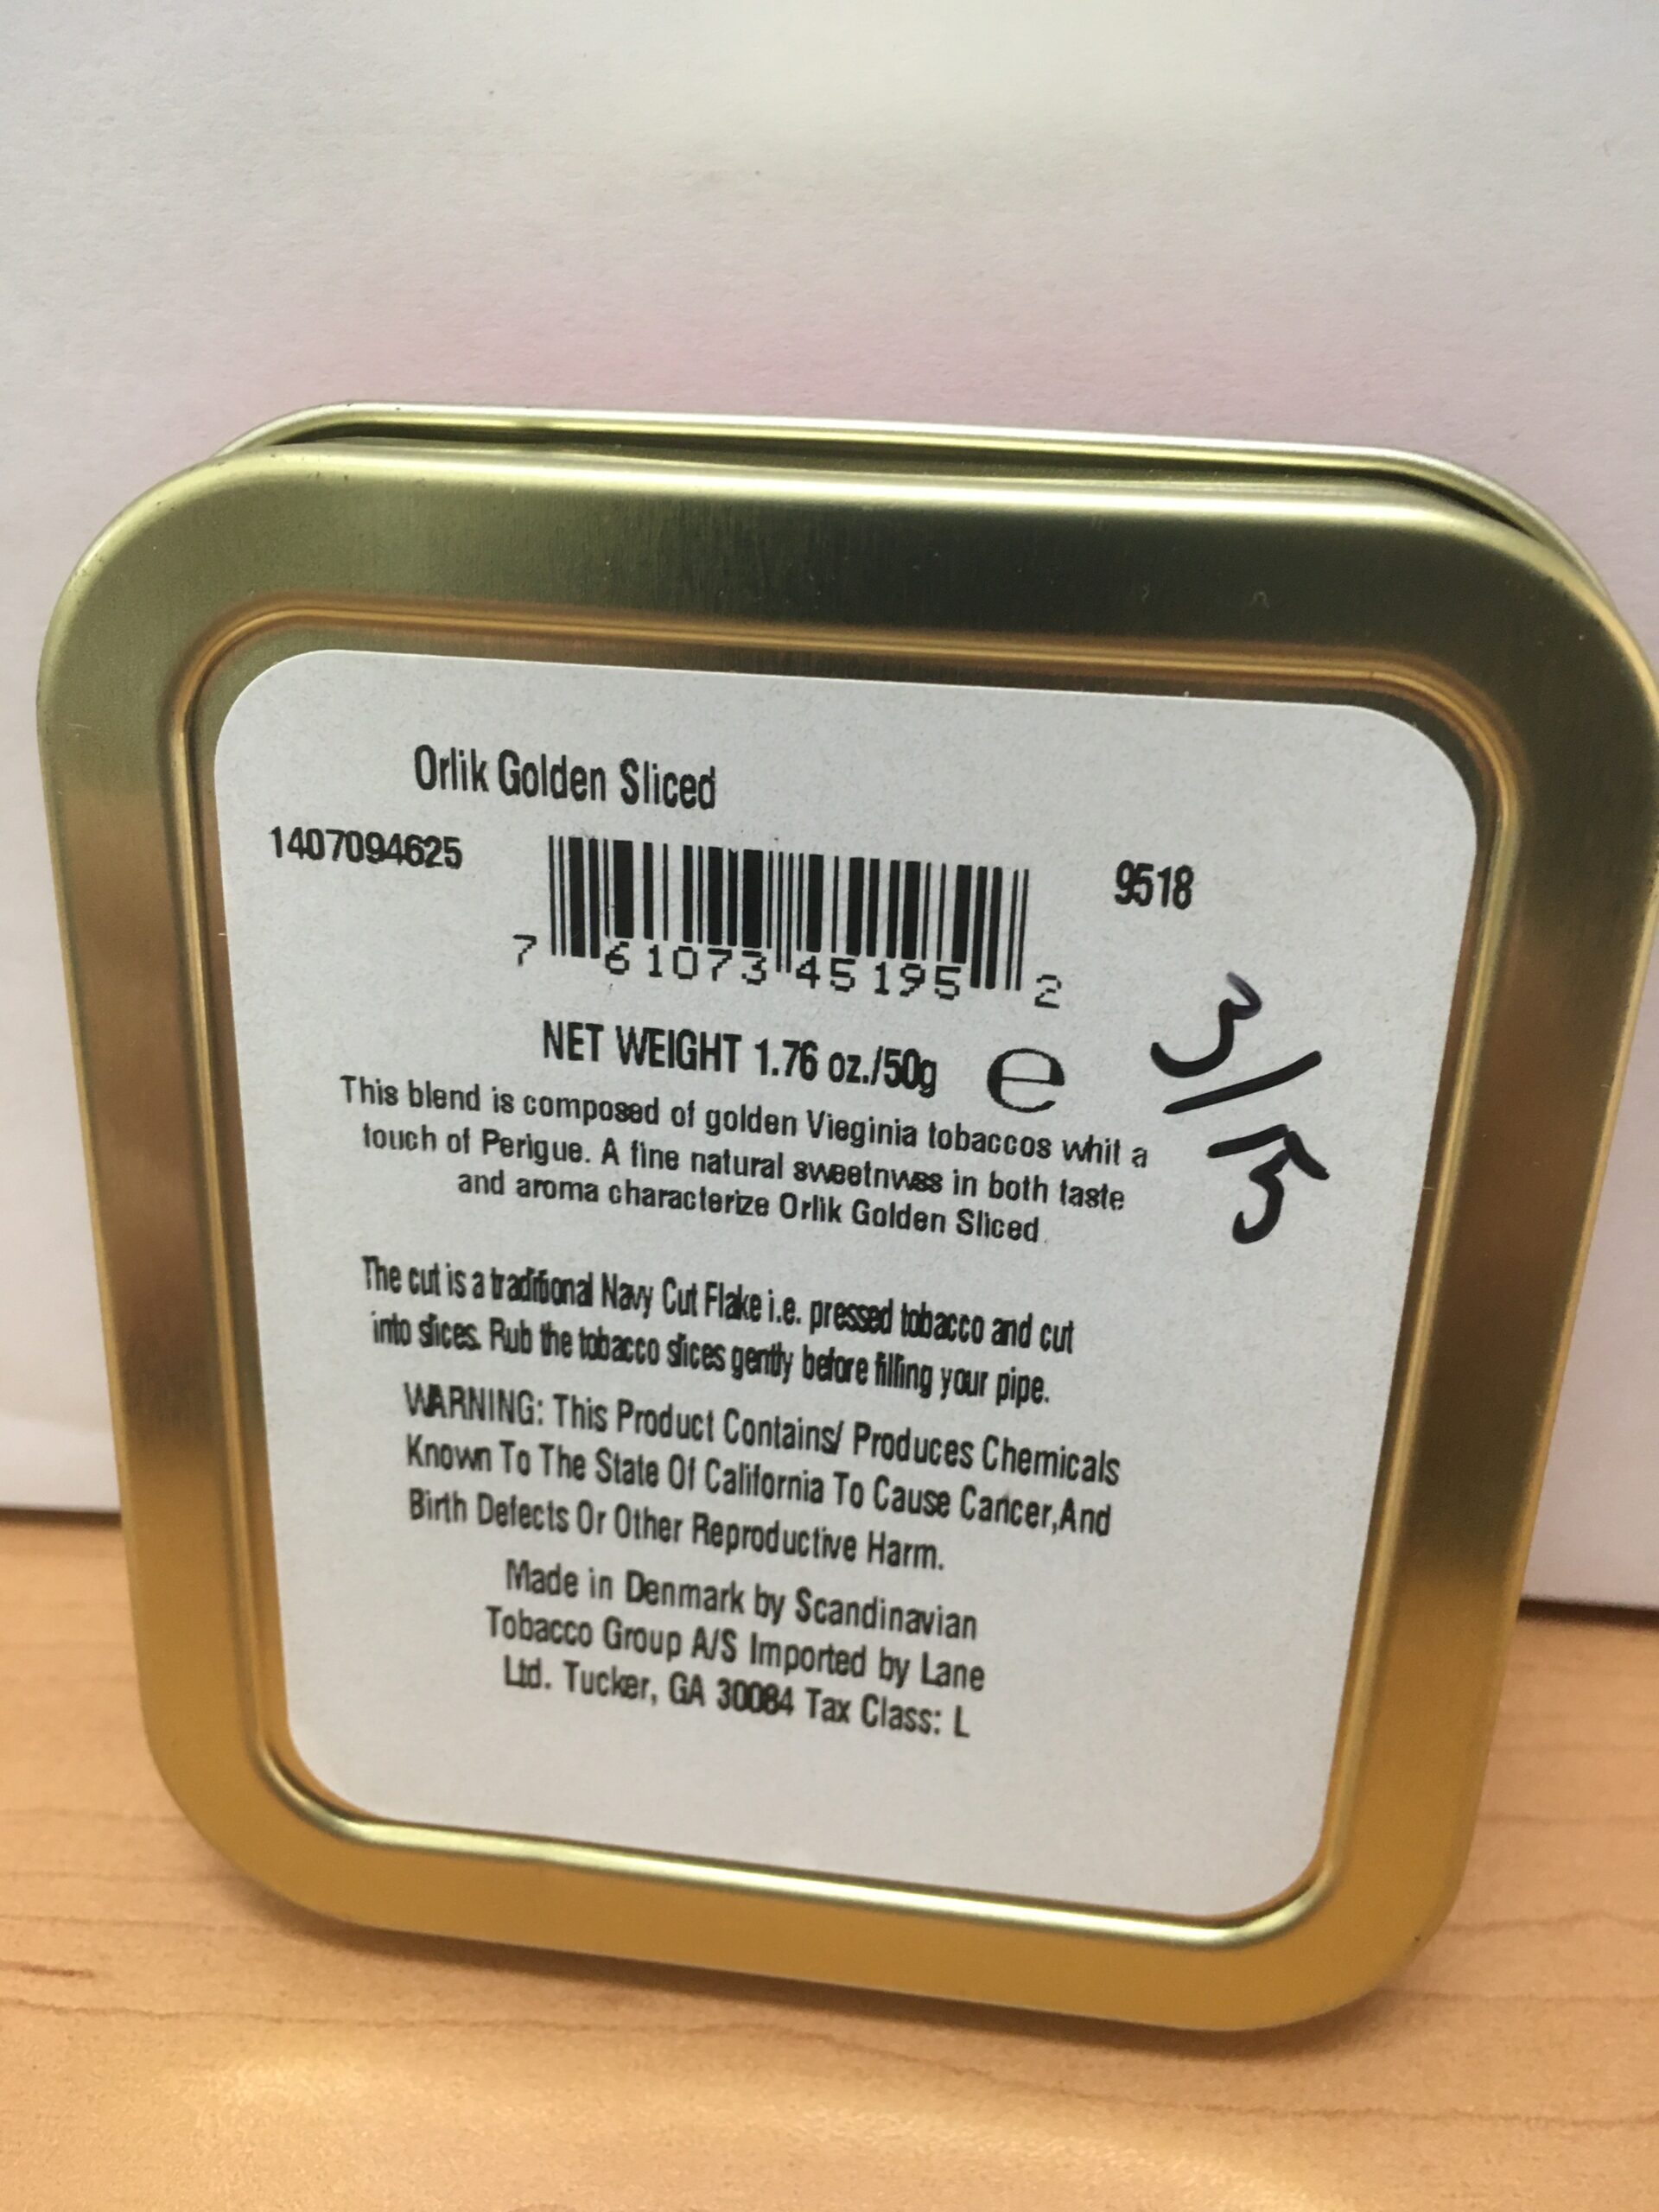 Orlik Golden Sliced
1407094625
9518
7 61073 45195 2
NET WEIGHT 1.76 oz./50g e
3/15
This blend is composed of golden Vieginia tobaccos whit a
touch of Perigue. A fine natural sweetnwss in both taste
and aroma characterize Orlik Golden Sliced.
The cut is a traditional Navy Cut Flake i.e. pressed tobacco and cut
into slices. Rub the tobacco slices gently before filling your pipe.
WARNING: This Product Contains/ Produces Chemicals
Known To The State Of California To Cause Cancer,And
Birth Defects Or Other Reproductive Harm.
Made in Denmark by Scandinavian
Tobacco Group A/S Imported by Lane
Ltd. Tucker, GA 30084 Tax Class: L